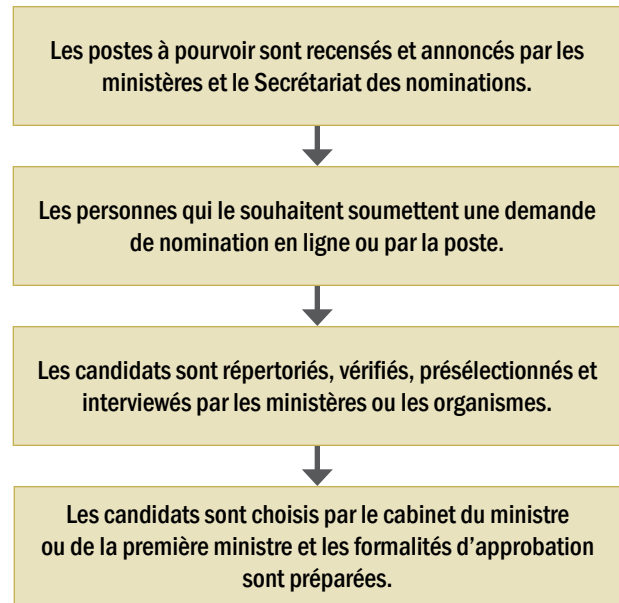 Les postes à pourvoir sont recensés et annoncés par les
ministères et le Secrétariat des nominations.
Les personnes qui le souhaitent soumettent une demande
de nomination en ligne ou par la poste.
Les candidats sont répertoriés, vérifiés, présélectionnés et
interviewés par les ministères ou les organismes.
Les candidats sont choisis par le cabinet du ministre
ou de la première ministre et les formalités d'approbation
sont préparées.